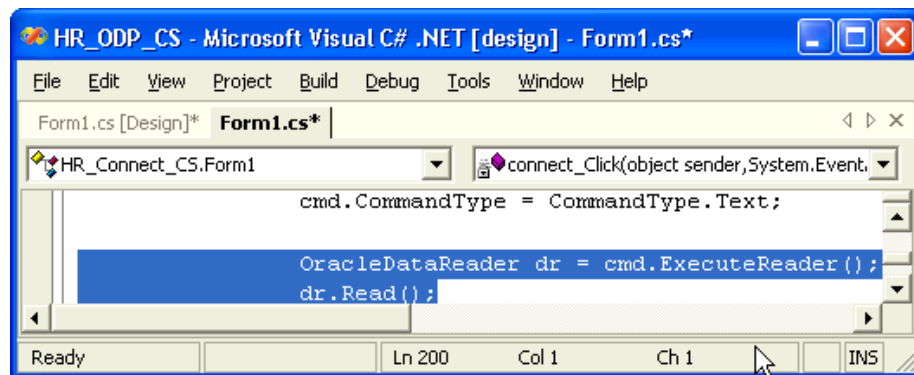 HR_ODP_CS - Microsoft Visual C# .NET [design] - Form1.cs*
File Edit View Project Build Debug Tools Window Help
Form1.cs [Design]* Form1.cs*
HR_Connect_CS.Form1 connect_Click(object sender,System.Event
cmd.CommandType = CommandType.Text;
OracleDataReader dr = cmd.ExecuteReader();
dr.Read();
Ready Ln 200 Col 1 Ch 1 INS